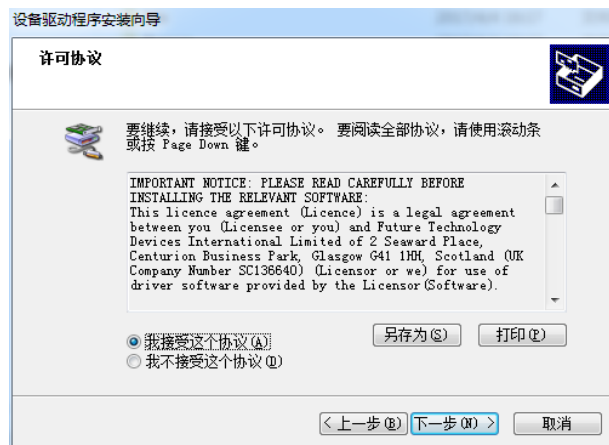 设备驱动程序安装向导
许可协议
要继续，请接受以下许可协议。 要阅读全部协议，请使用滚动条
或按 Page Down 键。
IMPORTANT NOTICE: PLEASE READ CAREFULLY BEFORE
INSTALLING THE RELEVANT SOFTWARE:
This licence agreement (Licence) is a legal agreement
between you (Licensee or you) and Future Technology
Devices International Limited of 2 Seaward Place,
Centurion Business Park, Glasgow G41 1HH, Scotland (UK
Company Number SC136640) (Licensor or we) for use of
driver software provided by the Licensor(Software).
我接受这个协议(A)
另存为(S)
打印(P)
我不接受这个协议(D)
< 上一步(B)
下一步(N) >
取消